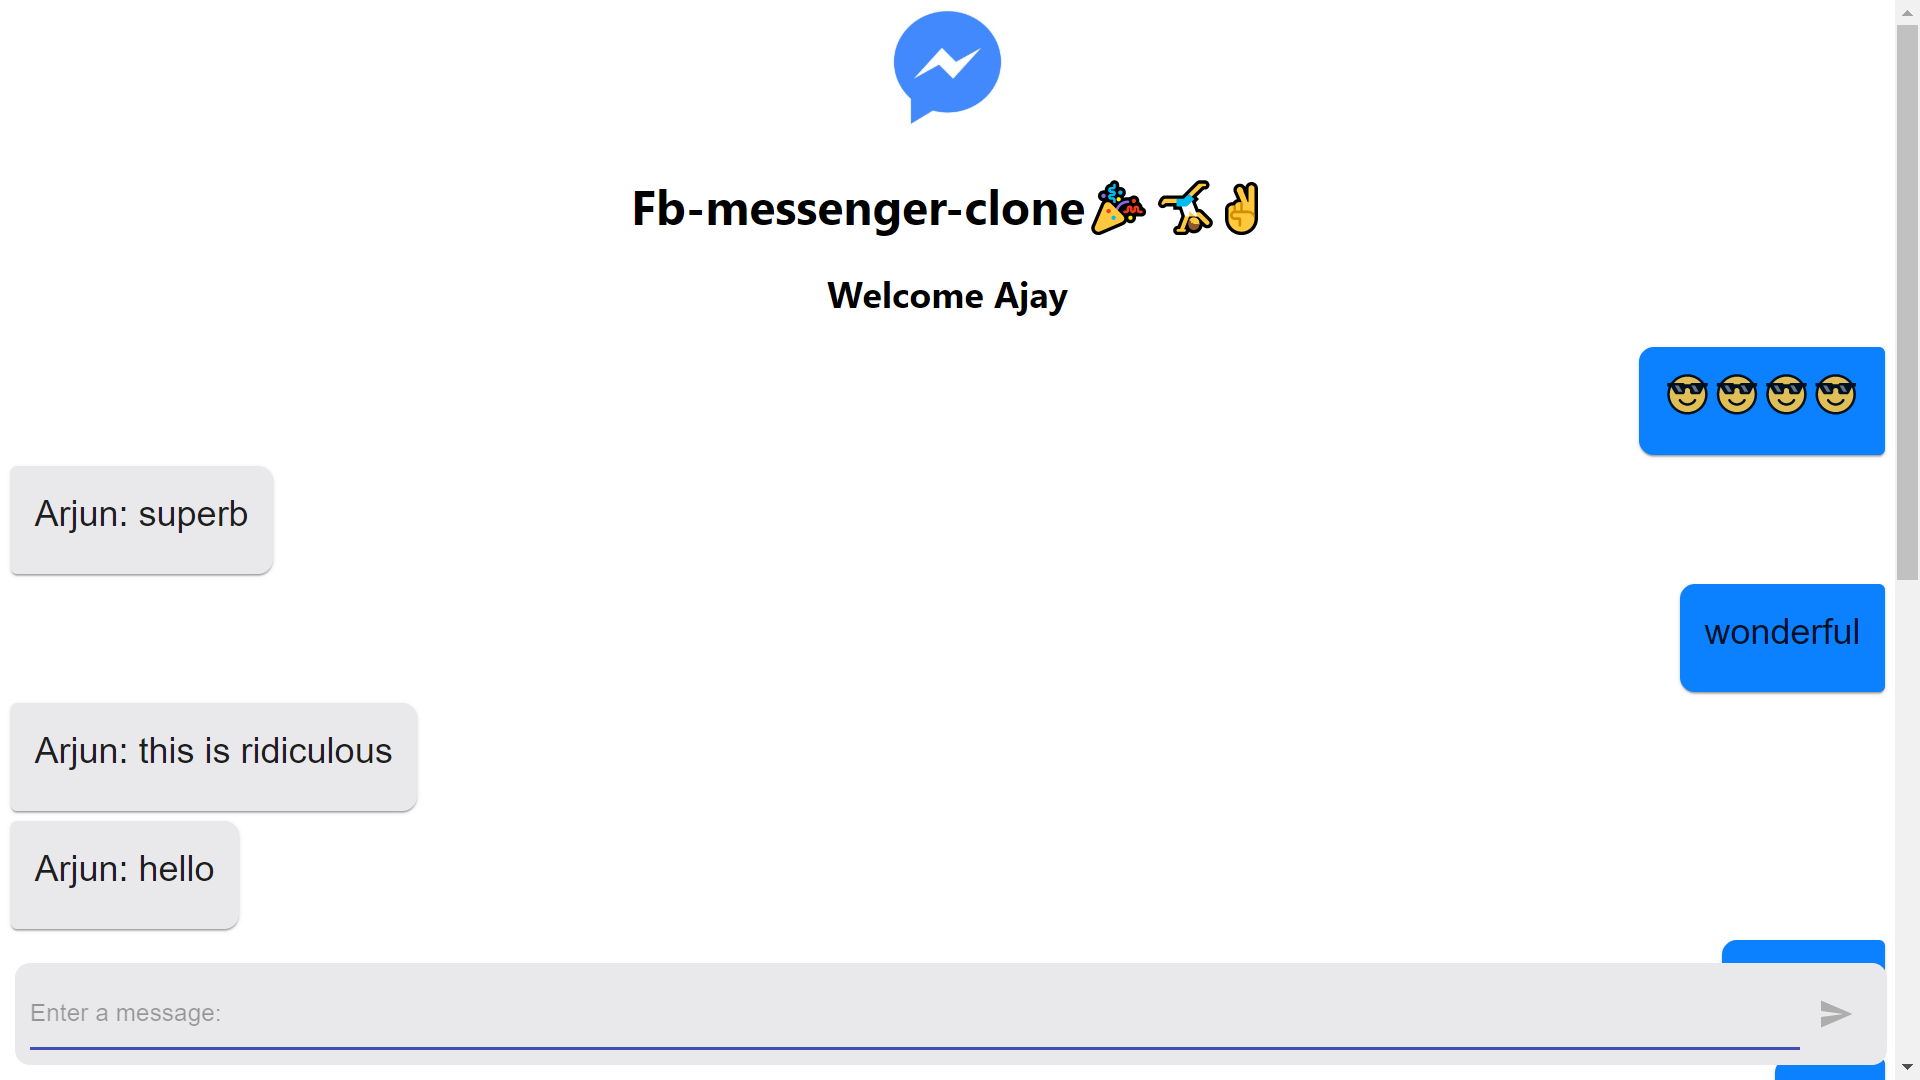 Fb-messenger-clone🎉 🤸✌
Welcome Ajay
😎😎😎😎
Arjun: superb
wonderful
Arjun: this is ridiculous
Arjun: hello
Enter a message: